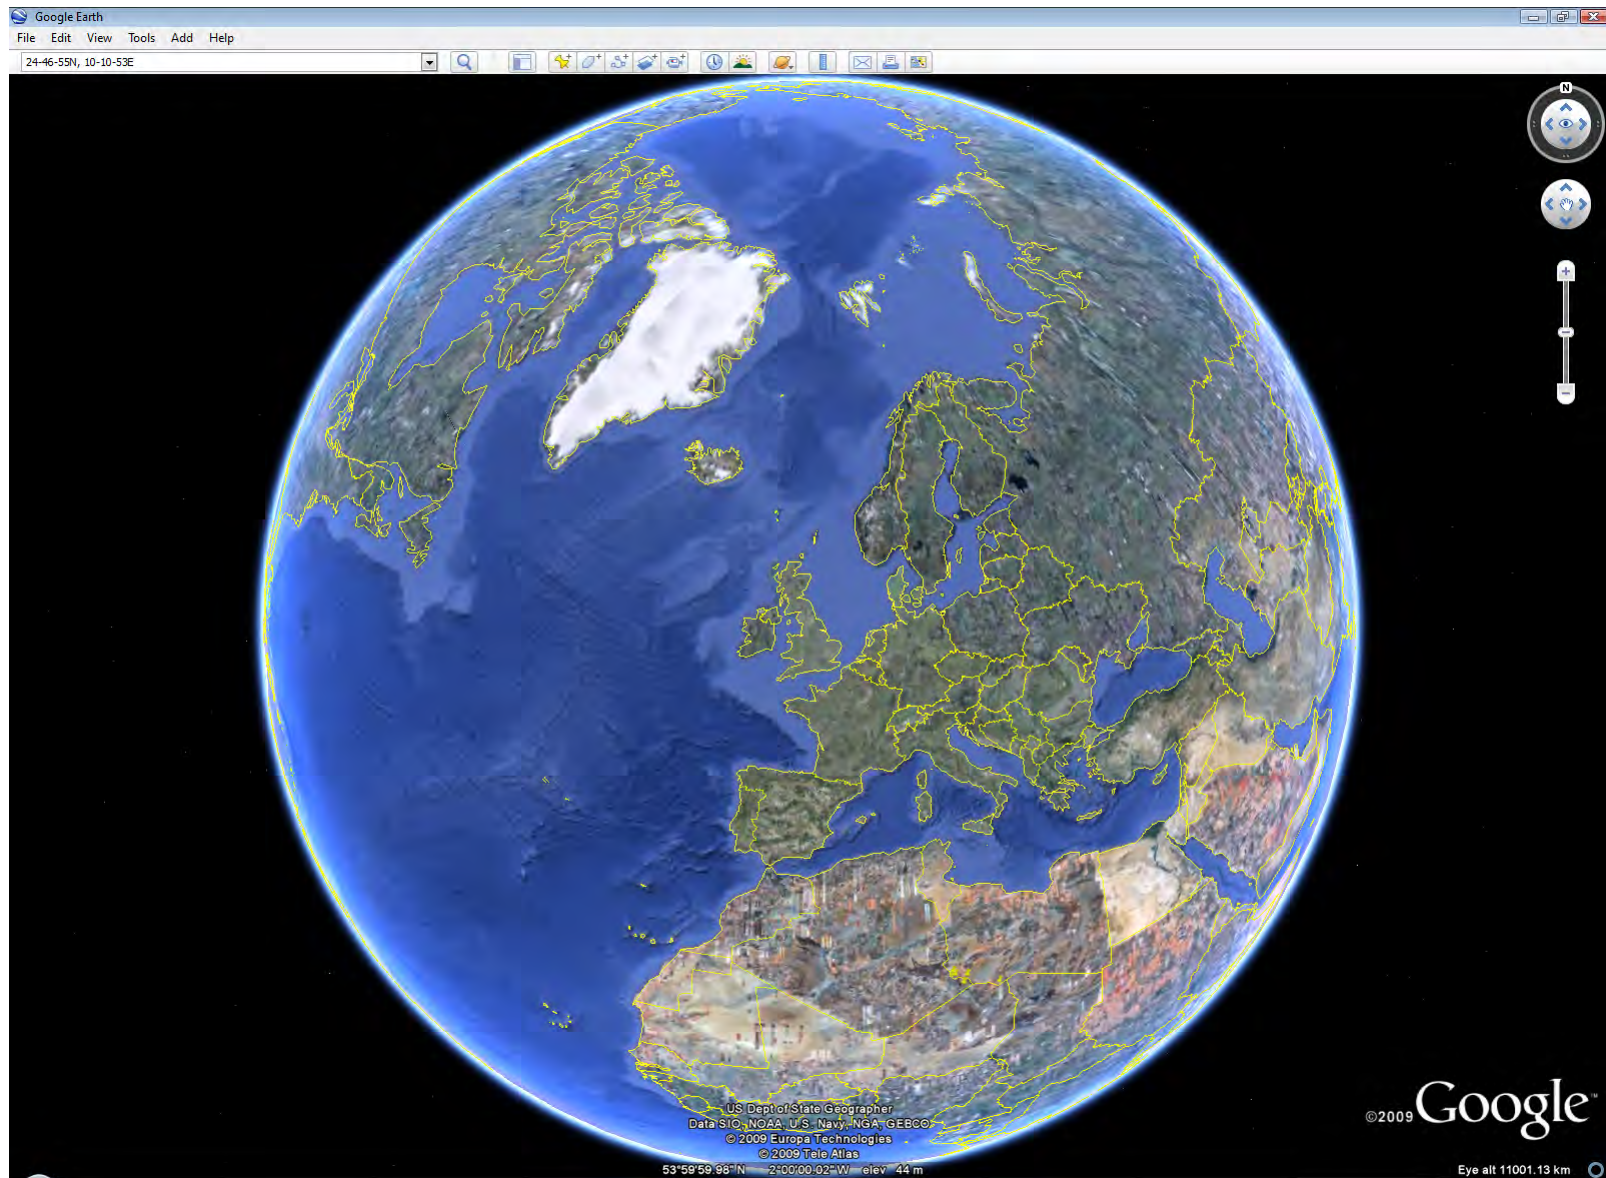 Google Earth
File Edit View Tools Add Help
24-46-55N, 10-10-53E
N
US Dept of State Geographer
Data SIO, NOAA, U.S. Navy, NGA, GEBCO
© 2009 Europa Technologies
© 2009 Tele Atlas
©2009 Google™
53°59'59.98" N 2°00'00.02" W elev 44 m
Eye alt 11001.13 km